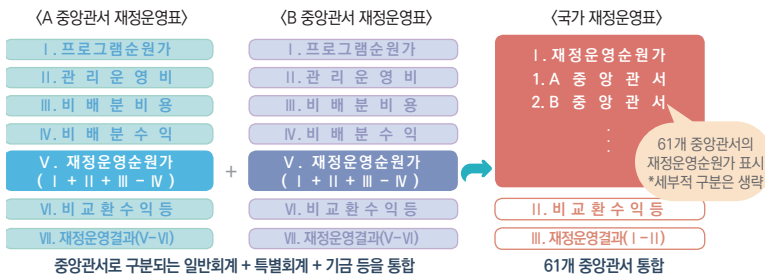 〈A 중앙관서 재정운영표〉
Ⅰ. 프로그램순원가
Ⅱ. 관리운영비
Ⅲ. 비배분비용
Ⅳ. 비배분수익
Ⅴ. 재정운영순원가
(Ⅰ+Ⅱ+Ⅲ-Ⅳ)
Ⅵ. 비교환수익등
Ⅶ. 재정운영결과(Ⅴ-Ⅵ)
+
〈B 중앙관서 재정운영표〉
Ⅰ. 프로그램순원가
Ⅱ. 관리운영비
Ⅲ. 비배분비용
Ⅳ. 비배분수익
Ⅴ. 재정운영순원가
(Ⅰ+Ⅱ+Ⅲ-Ⅳ)
Ⅵ. 비교환수익등
Ⅶ. 재정운영결과(Ⅴ-Ⅵ)
중앙관서로 구분되는 일반회계 + 특별회계 + 기금 등을 통합
〈국가 재정운영표〉
Ⅰ. 재정운영순원가
1. A 중앙관서
2. B 중앙관서
:
:
61개 중앙관서의
재정운영순원가 표시
*세부적 구분은 생략
Ⅱ. 비교환수익등
Ⅲ. 재정운영결과(Ⅰ-Ⅱ)
61개 중앙관서 통합